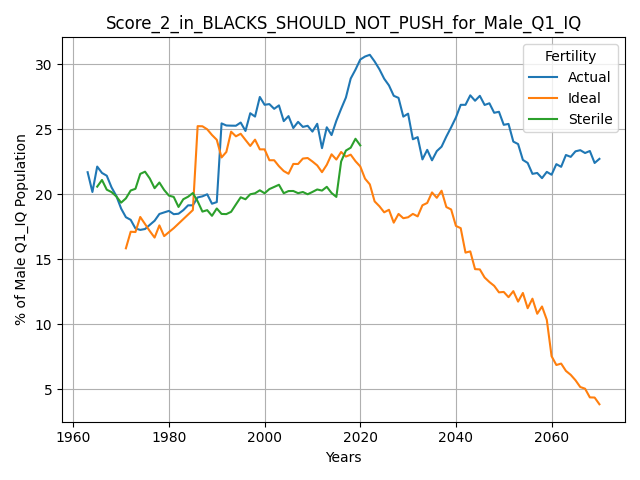 Score_2_in_BLACKS_SHOULD_NOT_PUSH_for_Male_Q1_IQ
Fertility
Actual
Ideal
Sterile
% of Male Q1_IQ Population
30
25
20
15
10
5
1960 1980 2000 2020 2040 2060
Years